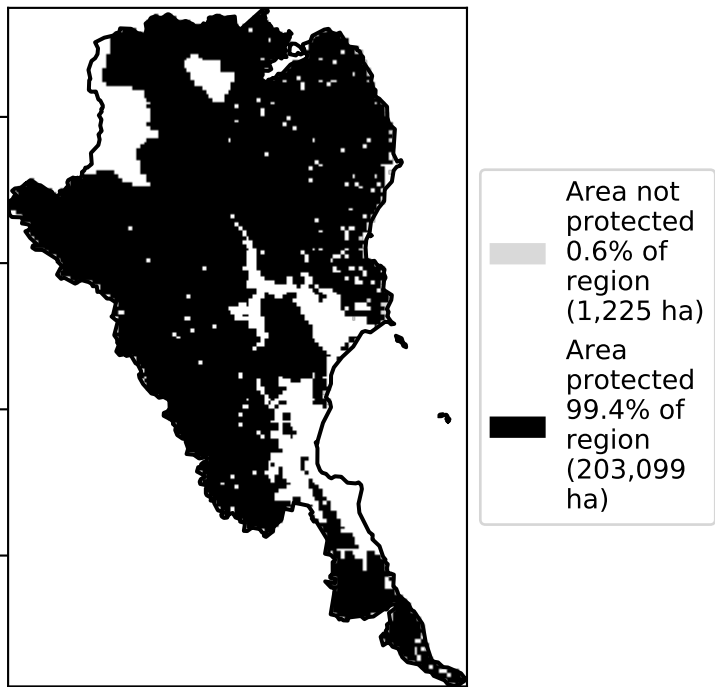 Area not
protected
0.6% of
region
(1,225 ha)
Area
protected
99.4% of
region
(203,099
ha)